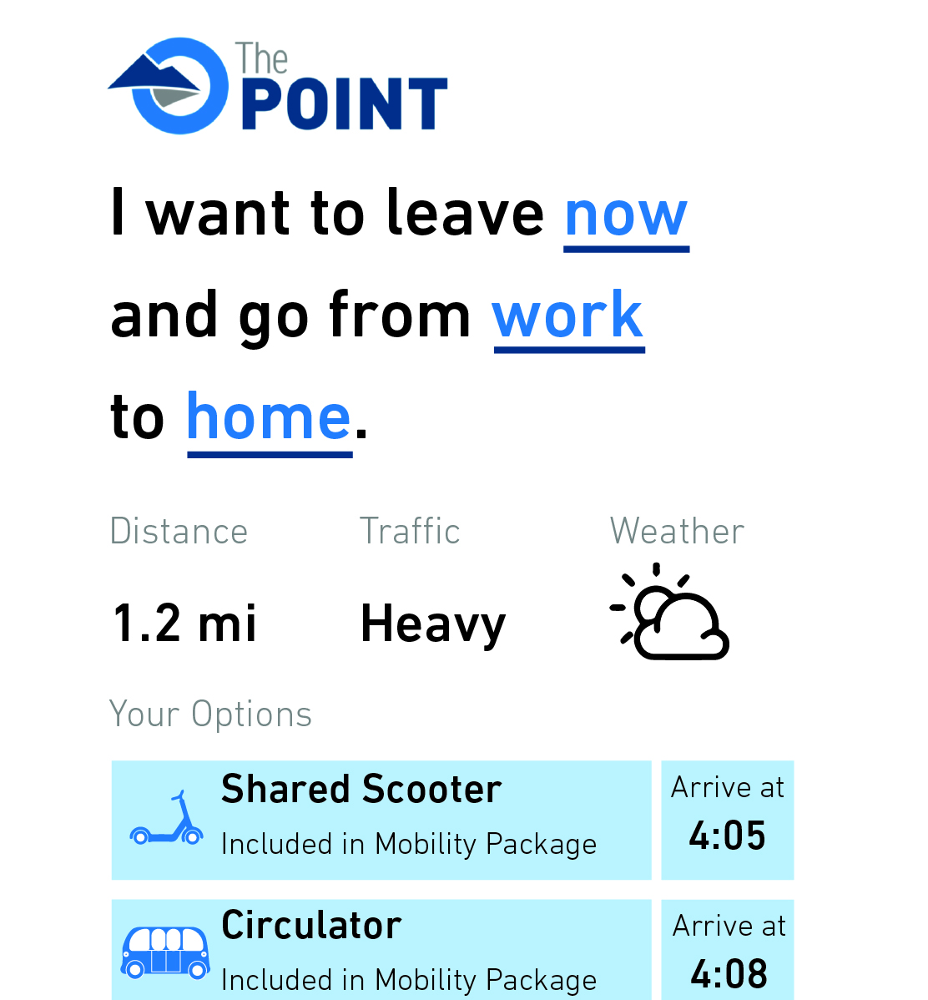 The
POINT
I want to leave now
and go from work
to home.
Distance Traffic Weather
1.2 mi Heavy
Your Options
Shared Scooter
Included in Mobility Package
Arrive at
4:05
Circulator
Included in Mobility Package
Arrive at
4:08